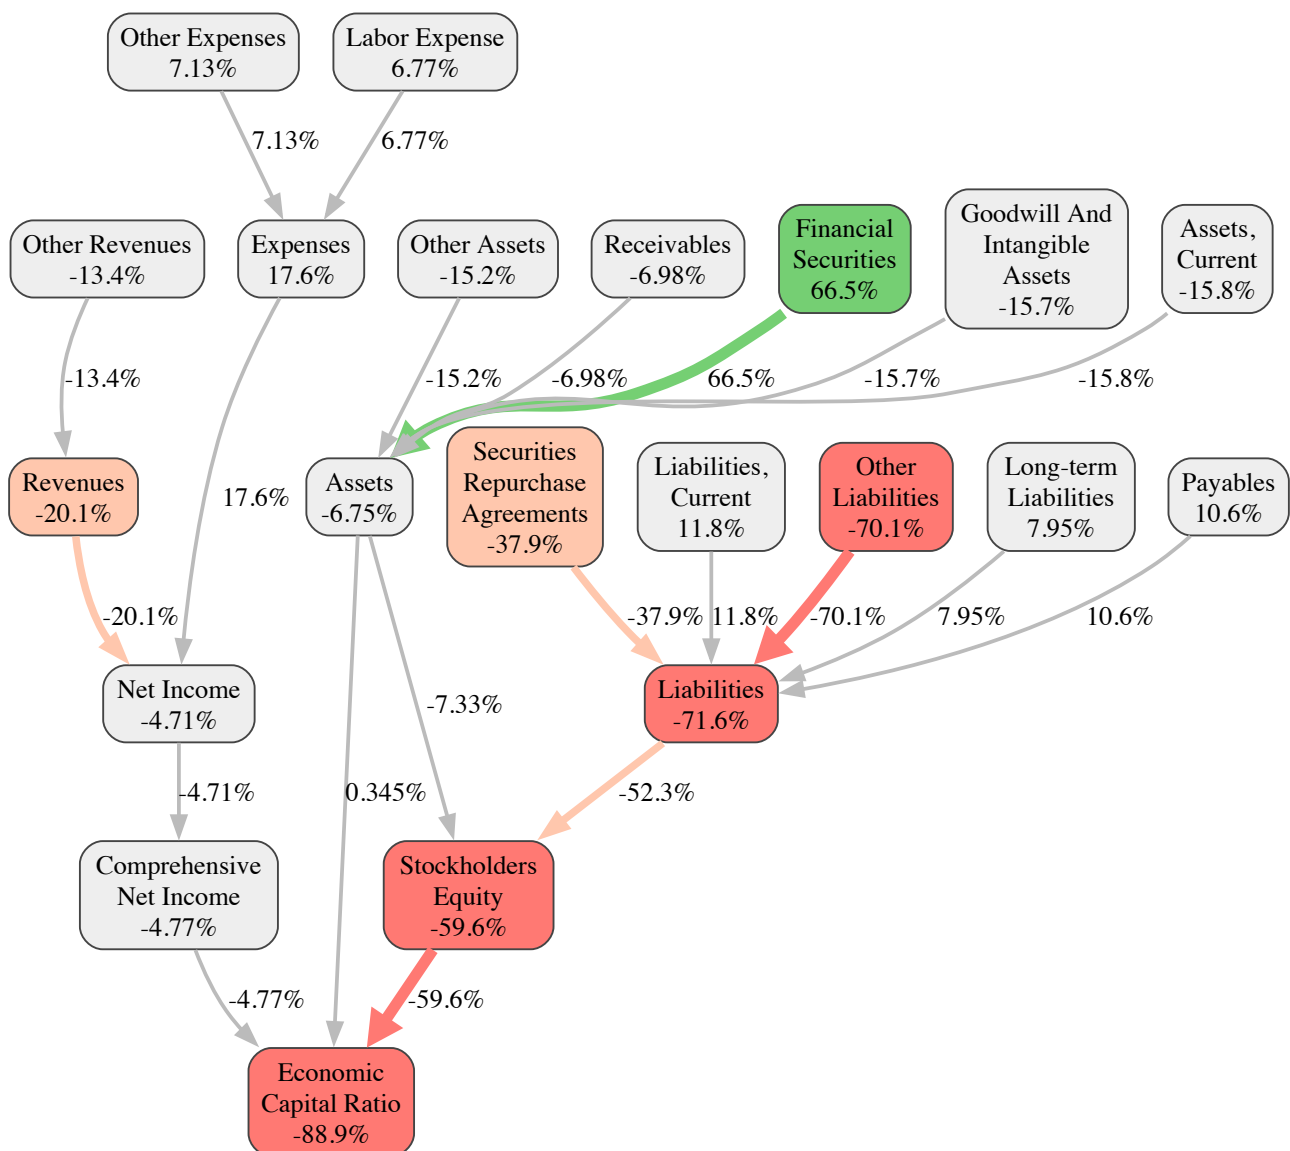 Other Expenses
7.13%
Labor Expense
6.77%
7.13%
6.77%
Other Revenues
-13.4%
Expenses
17.6%
Other Assets
-15.2%
Receivables
-6.98%
Financial
Securities
66.5%
Goodwill And
Intangible
Assets
-15.7%
Assets,
Current
-15.8%
-13.4%
-15.2%
-6.98%
66.5%
-15.7%
-15.8%
Revenues
-20.1%
17.6%
Assets
-6.75%
Securities
Repurchase
Agreements
-37.9%
Liabilities,
Current
11.8%
Other
Liabilities
-70.1%
Long-term
Liabilities
7.95%
Payables
10.6%
-20.1%
-37.9%
11.8%
-70.1%
7.95%
10.6%
Net Income
-4.71%
-7.33%
Liabilities
-71.6%
-4.71%
0.345%
-52.3%
Comprehensive
Net Income
-4.77%
Stockholders
Equity
-59.6%
-4.77%
-59.6%
Economic
Capital Ratio
-88.9%